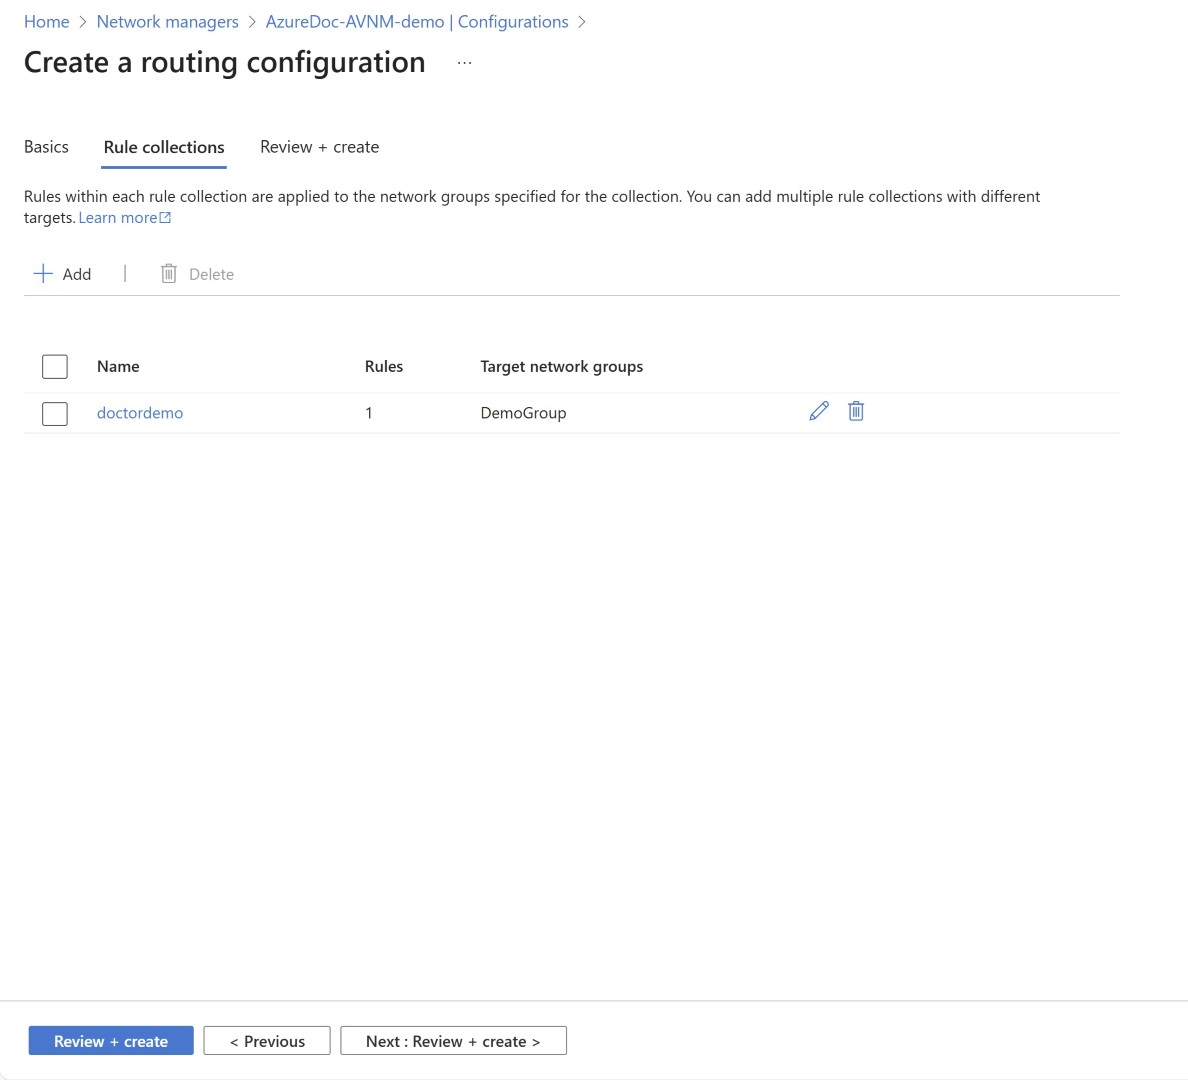 Home > Network managers > AzureDoc-AVNM-demo | Configurations >
Create a routing configuration ...
Basics Rule collections Review + create
Rules within each rule collection are applied to the network groups specified for the collection. You can add multiple rule collections with different
targets. Learn more
+ Add | Delete
Name Rules Target network groups
doctordemo 1 DemoGroup
Review + create < Previous Next : Review + create >